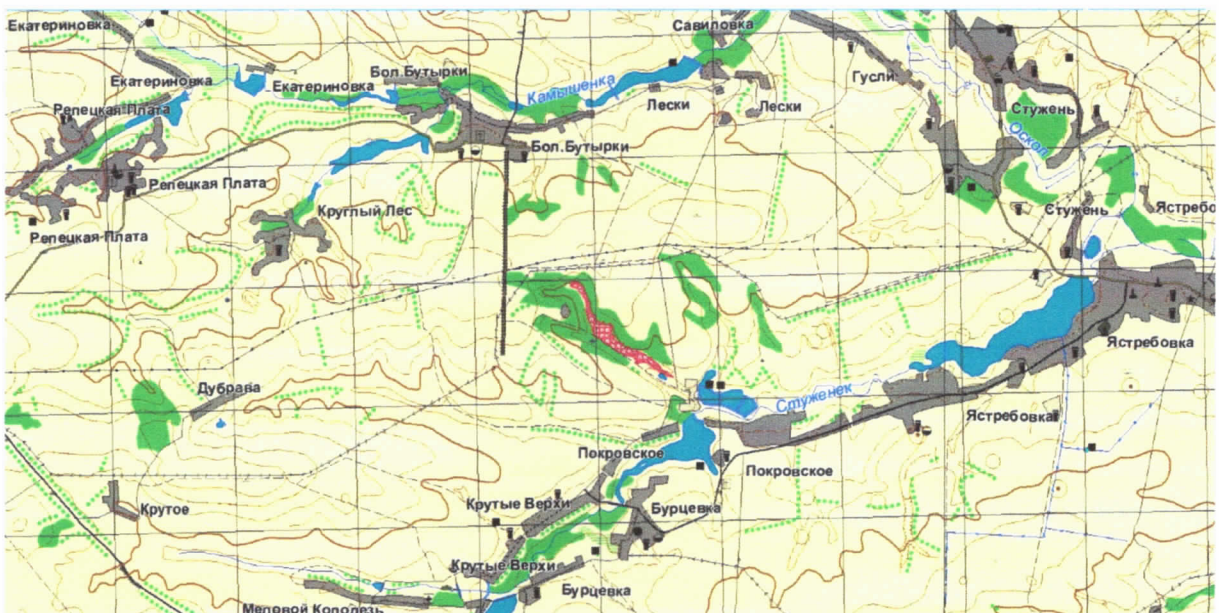 Екатериновка
Савиловка
Екатериновка
Екатериновка
Бол.Бутырки
Камышенка
Гусли
Лески
Лески
Репецкая Плата
Стужень
Оскол
Бол.Бутырки
Репецкая Плата
Круглый Лес
Стужень
Ястребо
Репецкая Плата
Ястребовка
Дубрава
Стуженек
Ястребовка
Покровское
Покровское
Крутое
Крутые Верхи
Бурцевка
Крутые Верхи
Бурцевка
Меловой Колодезь